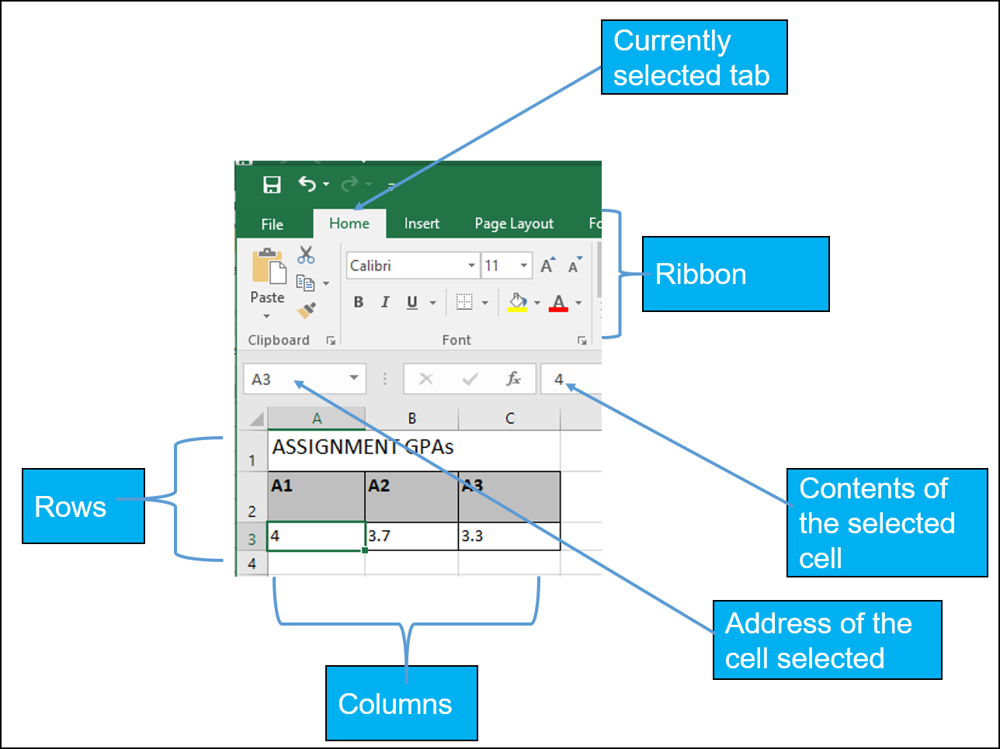 Currently
selected tab
File Home Insert Page Layout Fo
Calibri 11 A A
Paste B I U A
Clipboard Font
Ribbon
A3 fx 4
A B C
1 ASSIGNMENT GPAs
2 A1 A2 A3
3 4 3.7 3.3
4
Rows
Contents of
the selected
cell
Address of the
cell selected
Columns